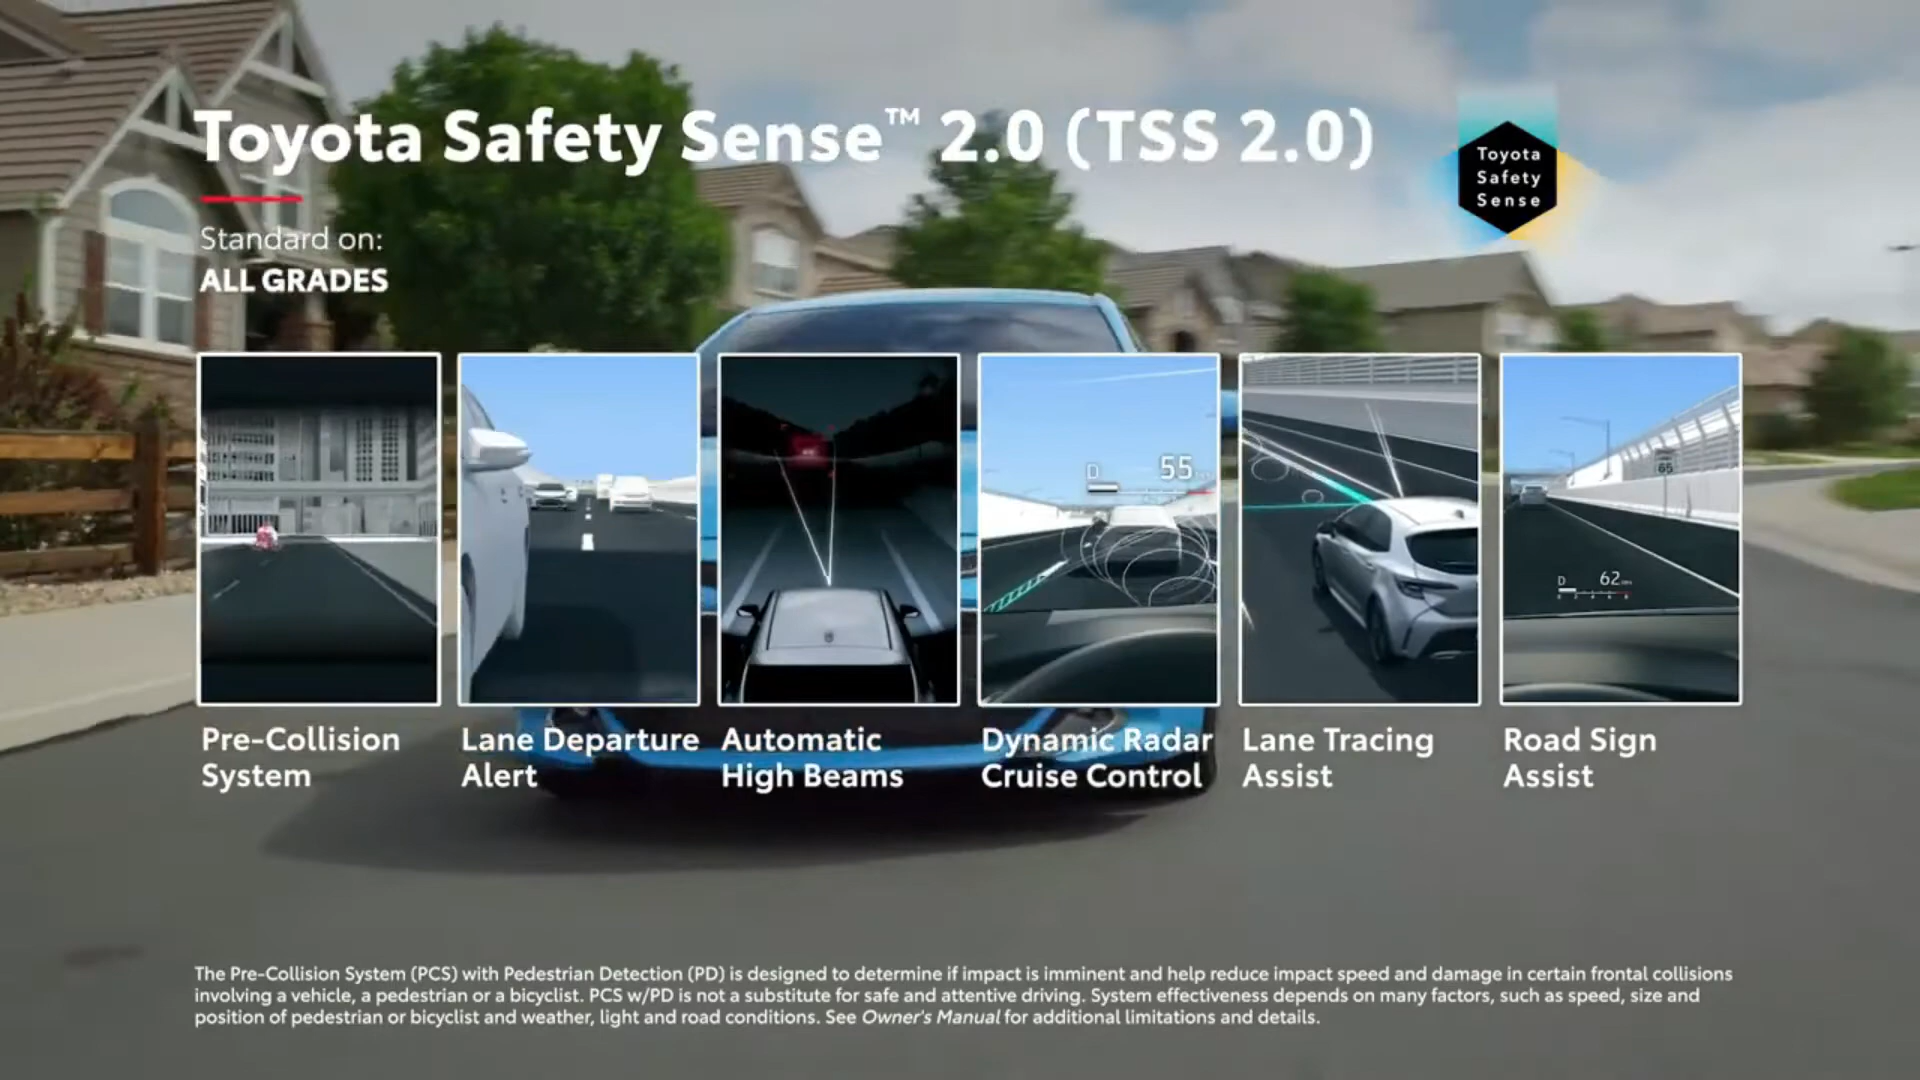 Toyota Safety Sense™ 2.0 (TSS 2.0)
Toyota
Safety
Sense
Standard on:
ALL GRADES
D
55
65
D 62
Pre-Collision
System
Lane Departure
Alert
Automatic
High Beams
Dynamic Radar
Cruise Control
Lane Tracing
Assist
Road Sign
Assist
The Pre-Collision System (PCS) with Pedestrian Detection (PD) is designed to determine if impact is imminent and help reduce impact speed and damage in certain frontal collisions
involving a vehicle, a pedestrian or a bicyclist. PCS w/PD is not a substitute for safe and attentive driving. System effectiveness depends on many factors, such as speed, size and
position of pedestrian or bicyclist and weather, light and road conditions. See Owner's Manual for additional limitations and details.